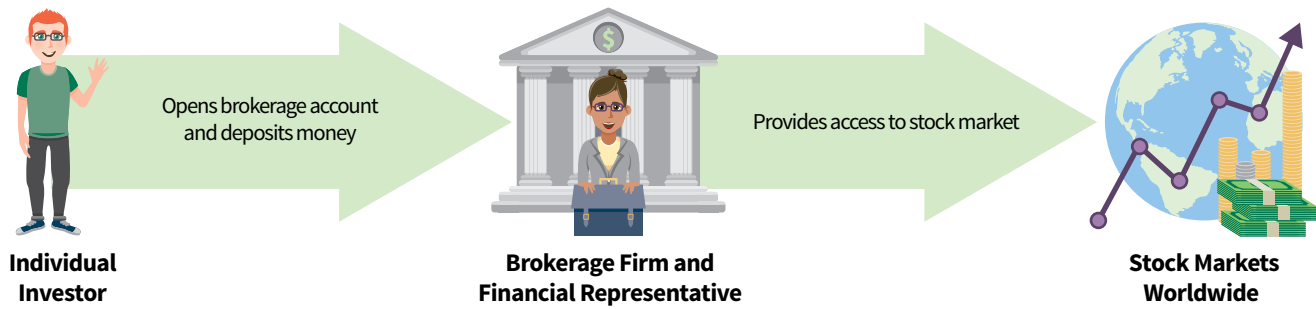 $
Opens brokerage account
and deposits money
Provides access to stock market
Individual
Investor
Brokerage Firm and
Financial Representative
Stock Markets
Worldwide